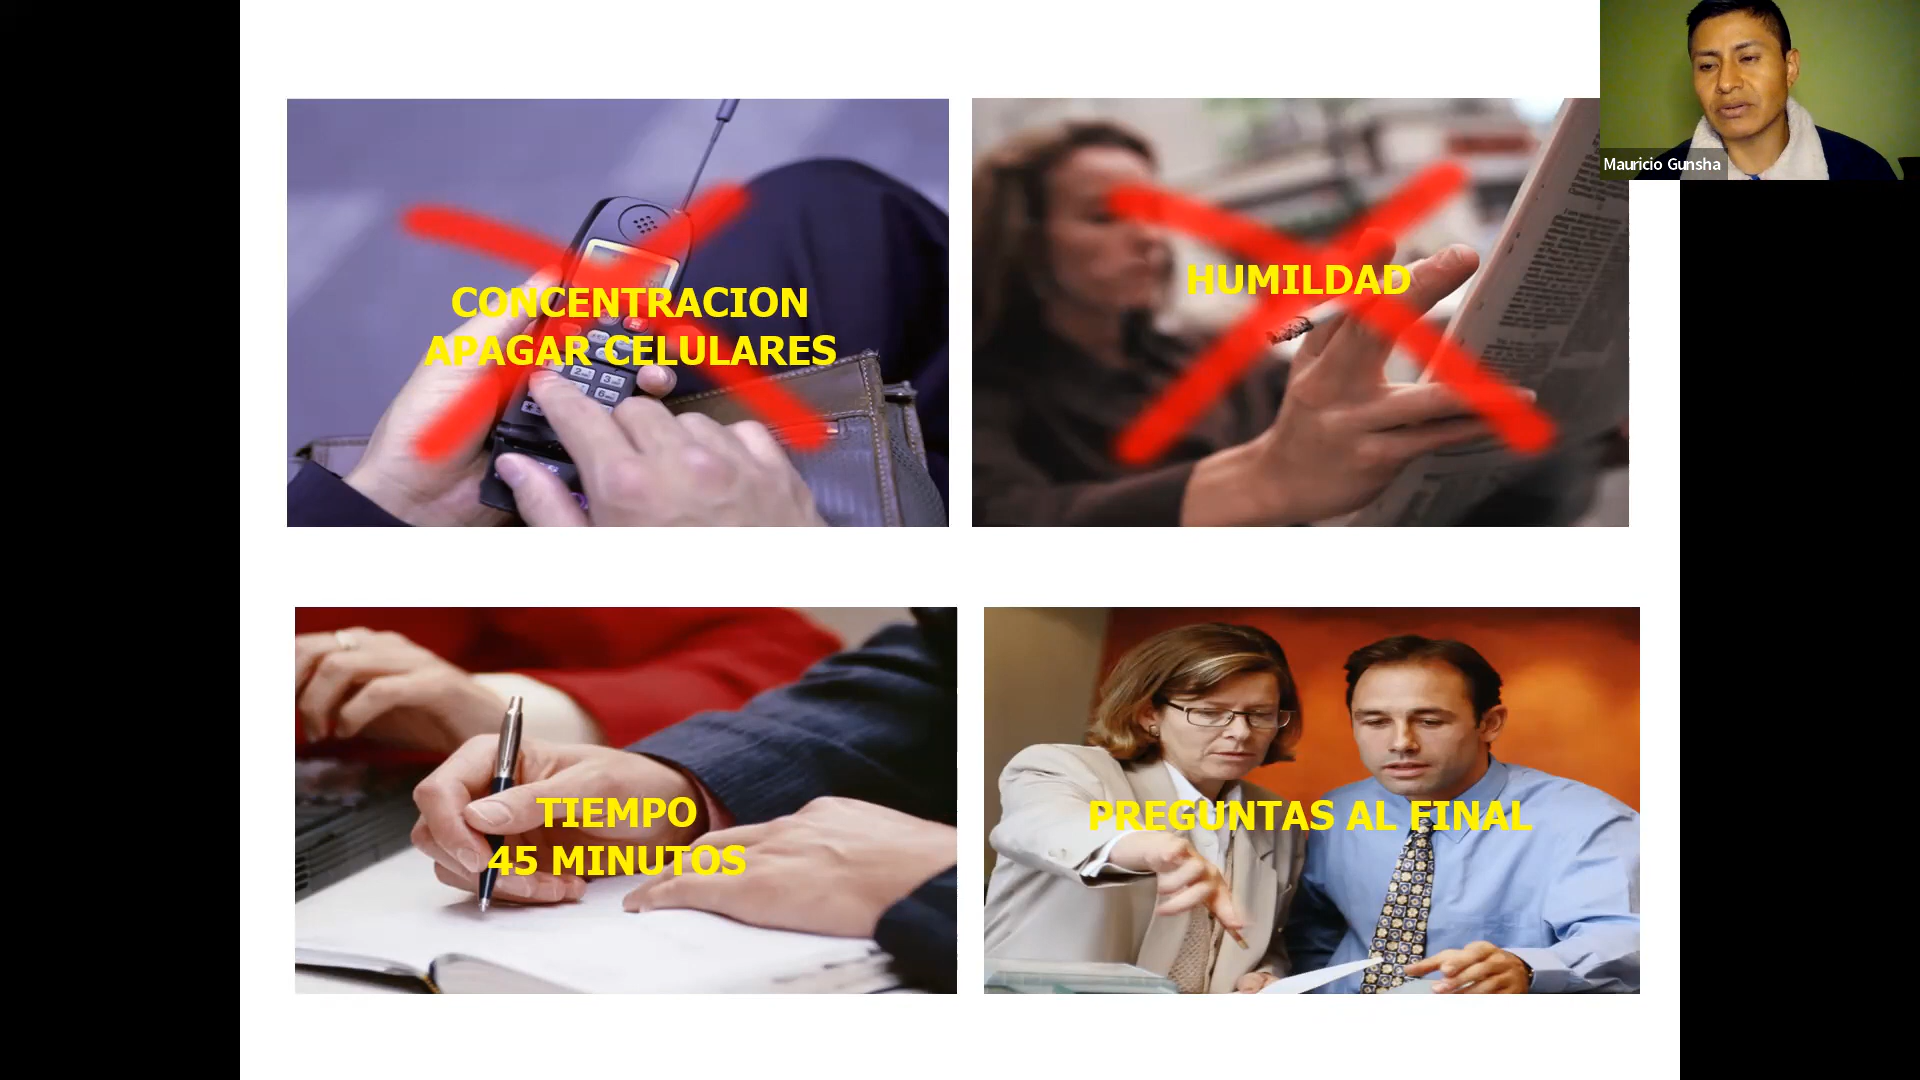 CONCENTRACION
APAGAR CELULARES
HUMILDAD
Mauricio Gunsha
TIEMPO
45 MINUTOS
PREGUNTAS AL FINAL